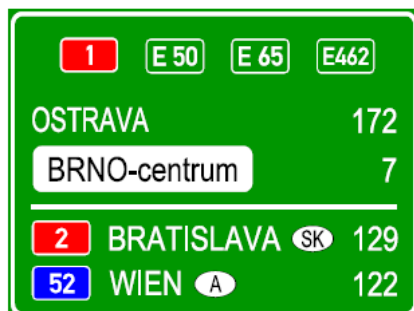 1 E 50 E 65 E462
OSTRAVA 172
BRNO-centrum 7
2 BRATISLAVA SK 129
52 WIEN A 122